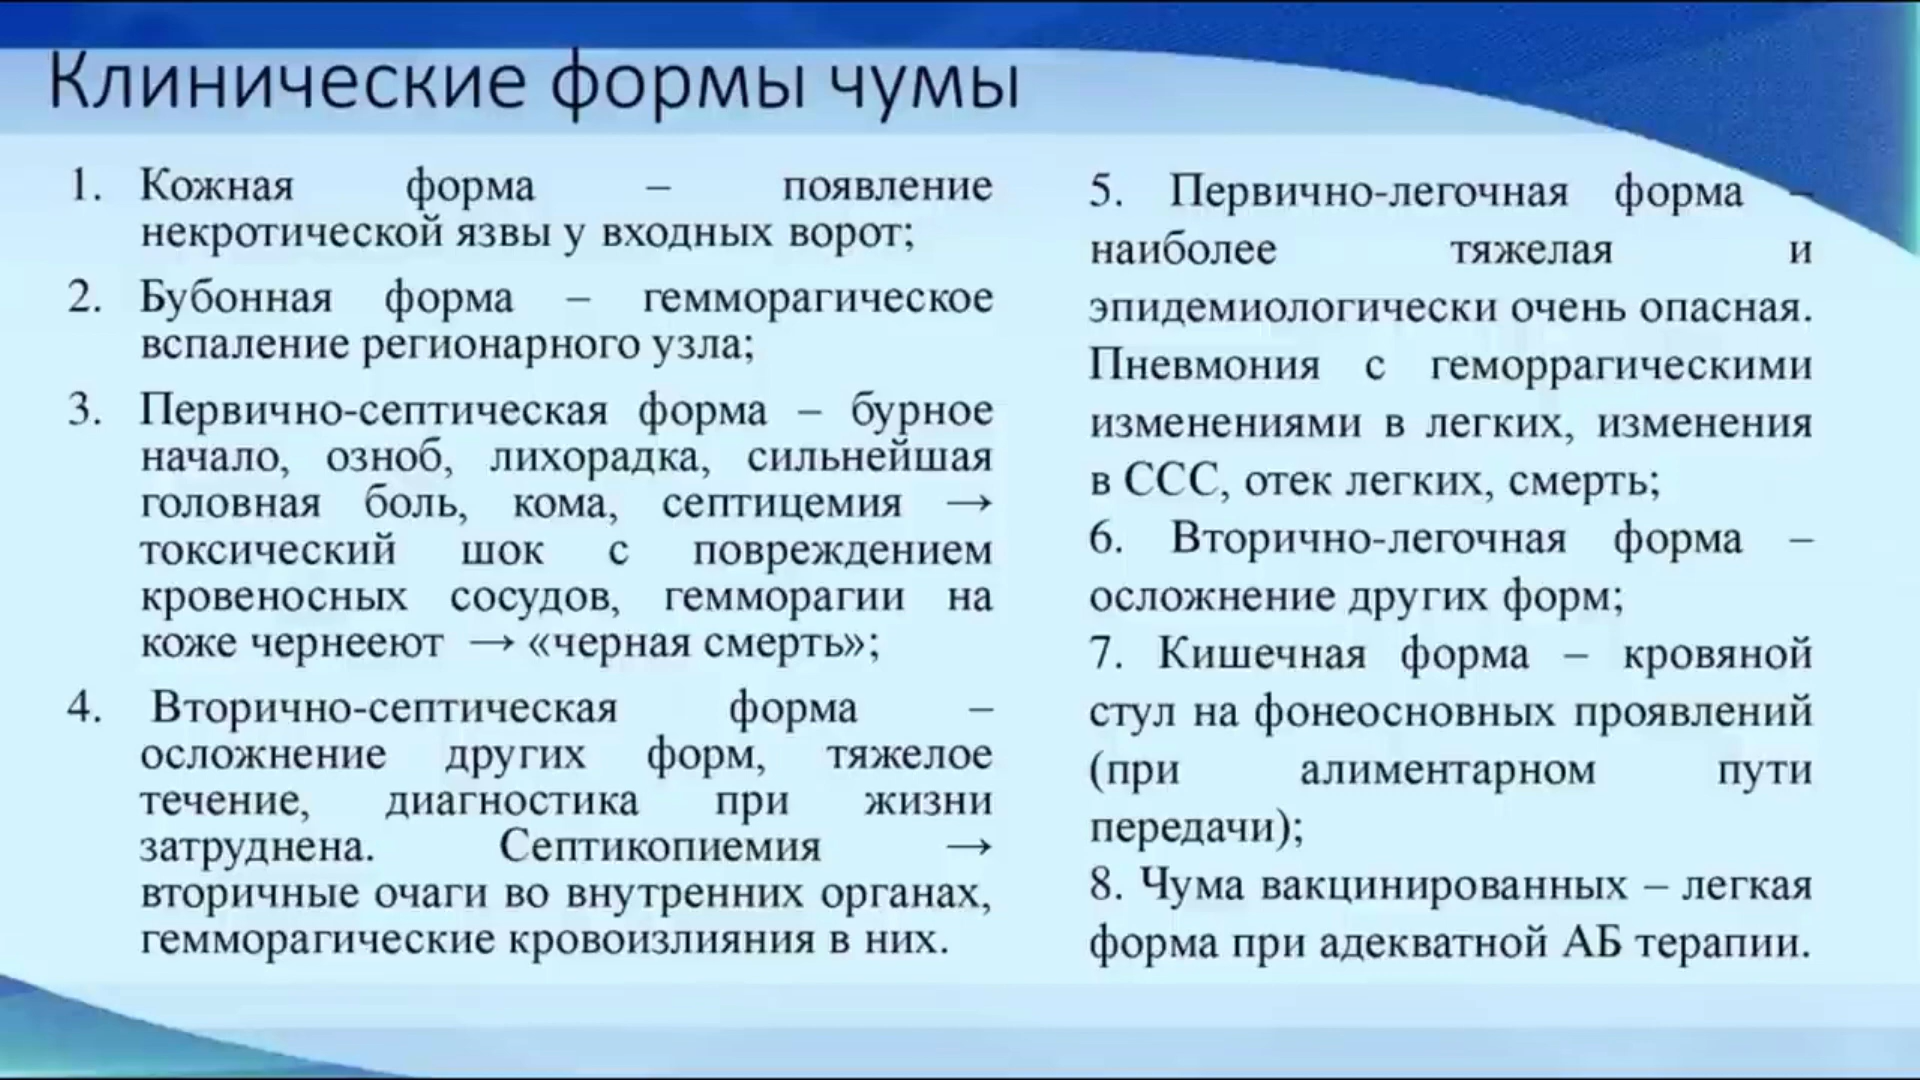 Клинические формы чумы
1. Кожная форма – появление
некротической язвы у входных ворот;
2. Бубонная форма – гемморагическое
вспаление регионарного узла;
3. Первично-септическая форма – бурное
начало, озноб, лихорадка, сильнейшая
головная боль, кома, септицемия →
токсический шок с повреждением
кровеносных сосудов, гемморагии на
коже чернееют → «черная смерть»;
4. Вторично-септическая форма –
осложнение других форм, тяжелое
течение, диагностика при жизни
затруднена. Септикопиемия →
вторичные очаги во внутренних органах,
гемморагические кровоизлияния в них.
5. Первично-легочная форма –
наиболее тяжелая и
эпидемиологически очень опасная.
Пневмония с геморрагическими
изменениями в легких, изменения
в ССС, отек легких, смерть;
6. Вторично-легочная форма –
осложнение других форм;
7. Кишечная форма – кровяной
стул на фонеосновных проявлений
(при алиментарном пути
передачи);
8. Чума вакцинированных – легкая
форма при адекватной АБ терапии.